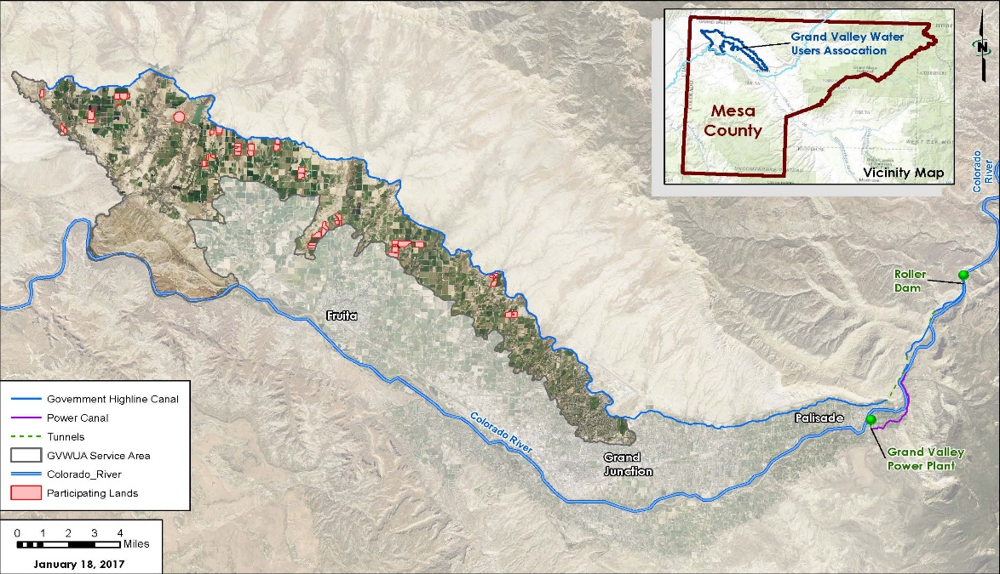 Grand Valley Water
Users Assocation
Mesa
County
Vicinity Map
N
Colorado
River
Roller
Dam
Fruita
Colorado River
Palisade
Grand
Junction
Grand Valley
Power Plant
Government Highline Canal
Power Canal
Tunnels
GVWUA Service Area
Colorado_River
Participating Lands
0 1 2 3 4
Miles
January 18, 2017